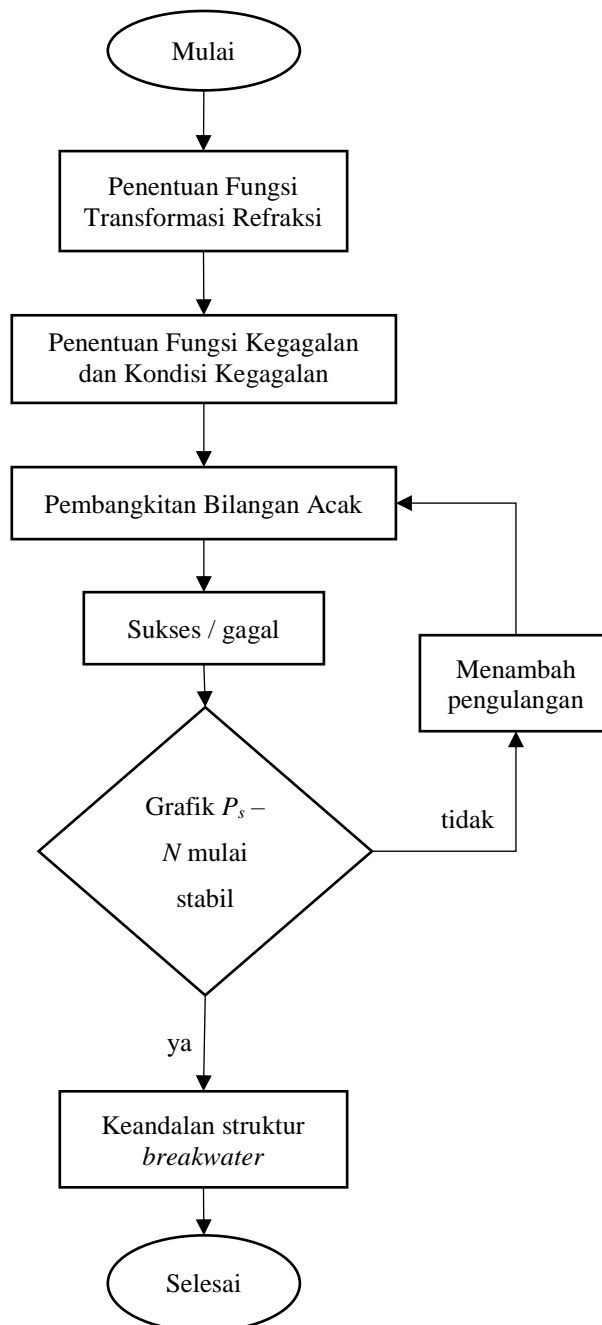 Mulai
Penentuan Fungsi
Transformasi Refraksi
Penentuan Fungsi Kegagalan
dan Kondisi Kegagalan
Pembangkitan Bilangan Acak
Sukses / gagal
Menambah
pengulangan
Grafik Ps –
N mulai
stabil
tidak
ya
Keandalan struktur
breakwater
Selesai